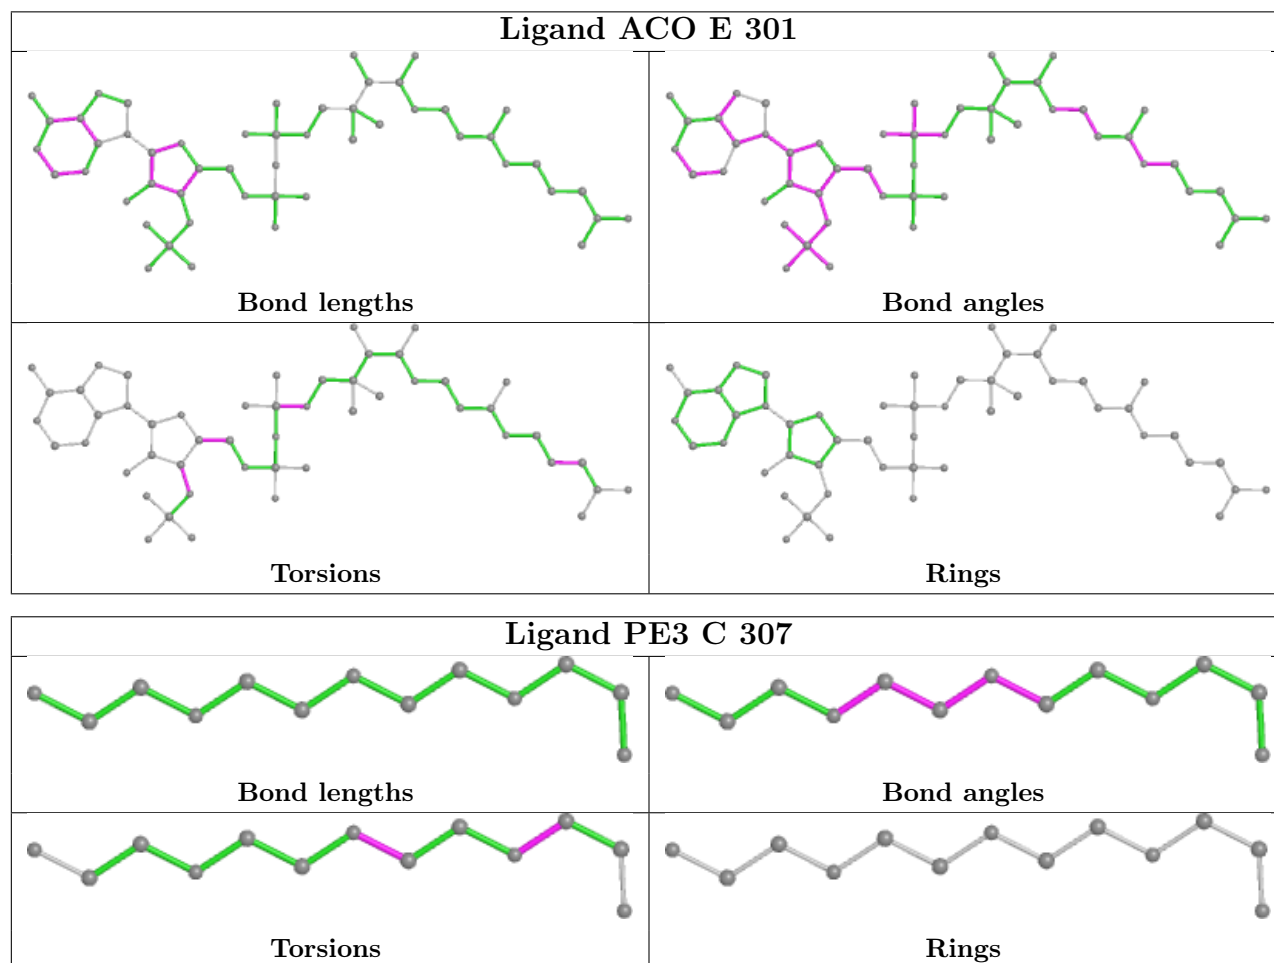 Ligand ACO E 301
Bond lengths
Bond angles
Torsions
Rings
Ligand PE3 C 307
Bond lengths
Bond angles
Torsions
Rings